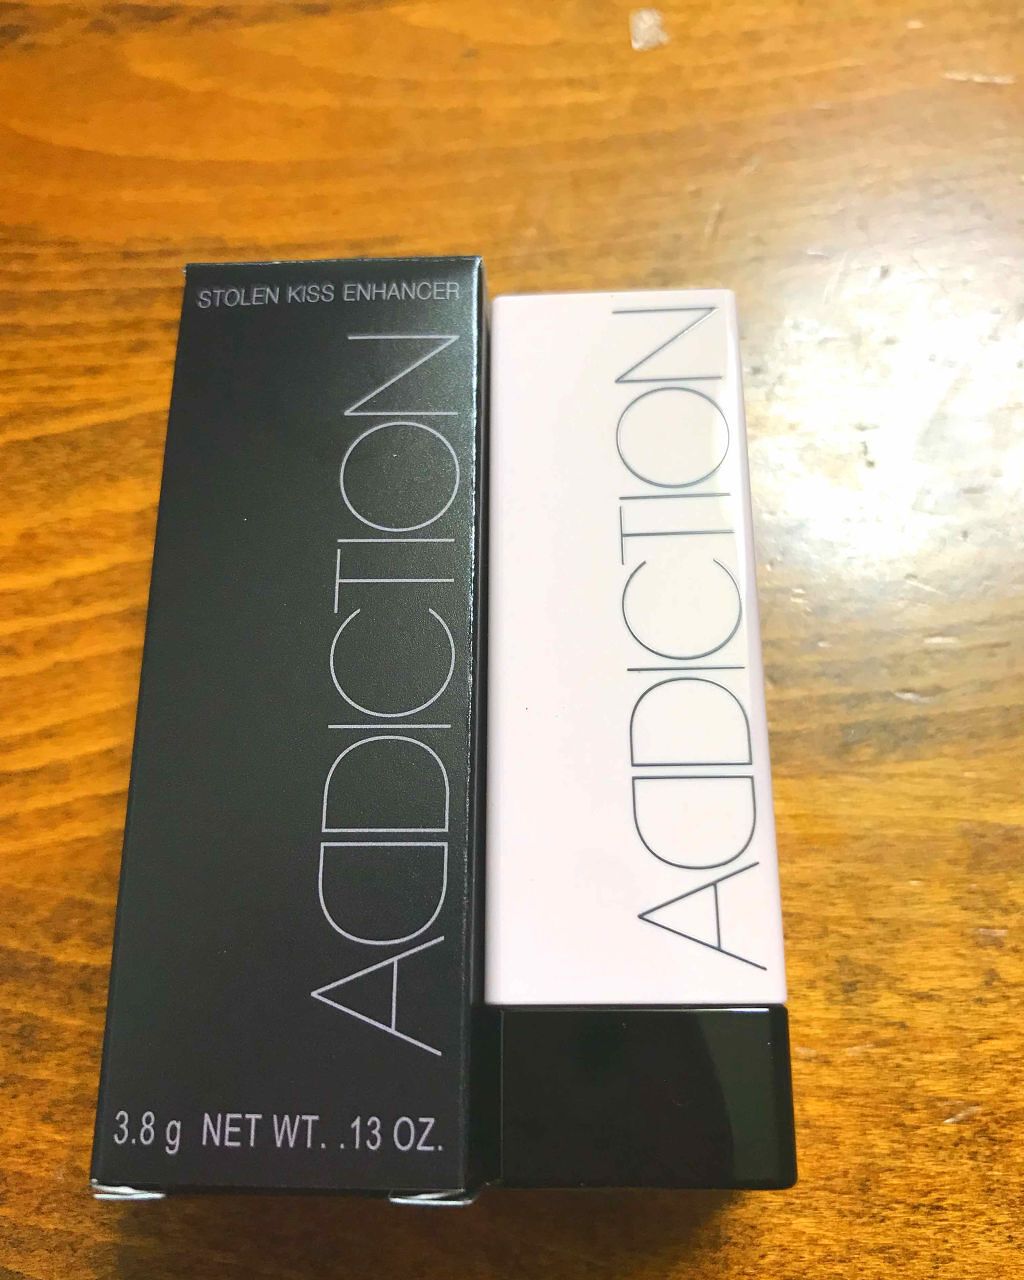 STOLEN KISS ENHANCER
ADDICTION
3.8 g NET WT. .13 OZ.
ADDICTION